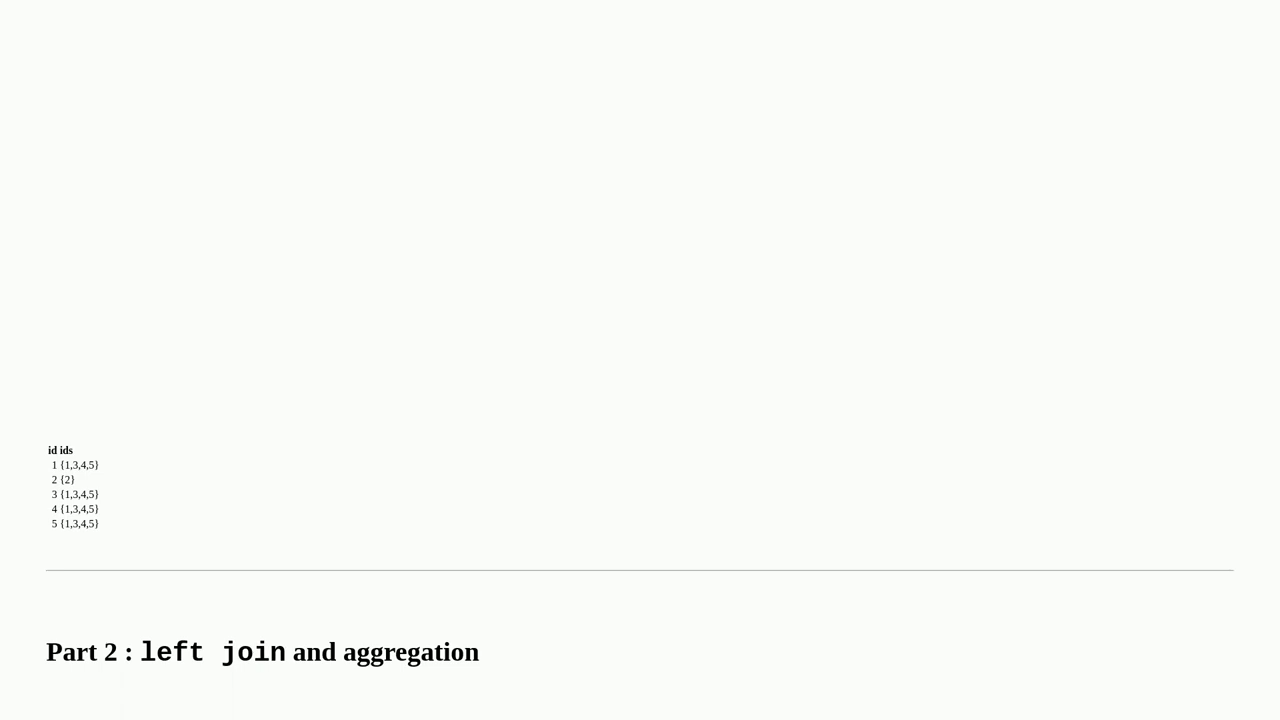 id ids
1 {1,3,4,5}
2 {2}
3 {1,3,4,5}
4 {1,3,4,5}
5 {1,3,4,5}
Part 2 : left join and aggregation